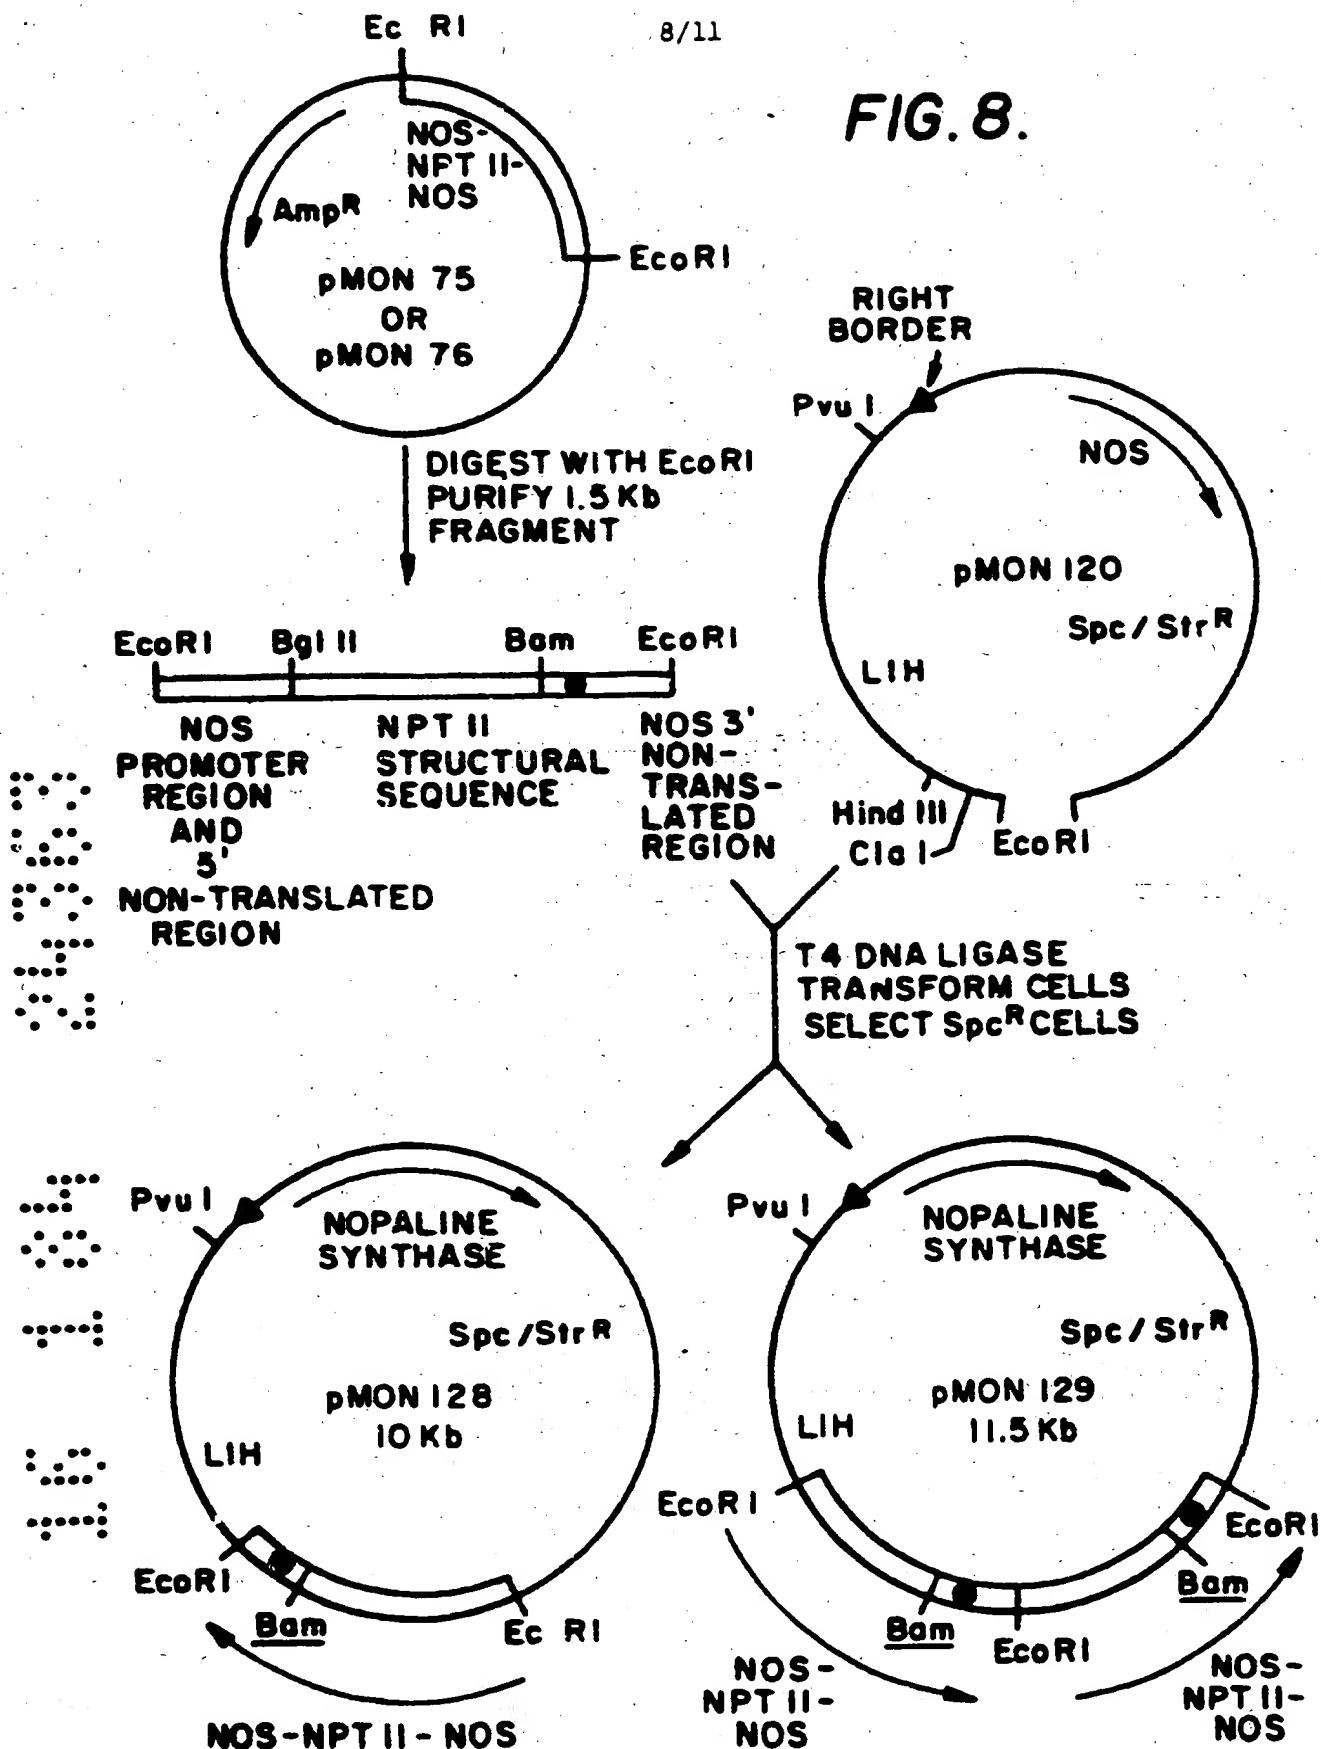 8/11
FIG. 8.
Ec RI
NOS-
NPT II-
NOS
AmpR
EcoRI
pMON 75
OR
pMON 76
DIGEST WITH EcoRI
PURIFY 1.5 Kb
FRAGMENT
RIGHT
BORDER
Pvu I
NOS
pMON 120
Spc / StrR
LIH
Hind III
Cla I
EcoRI
EcoRI
Bgl II
Bam
EcoRI
NOS
PROMOTER
REGION
AND
5'
NON-TRANSLATED
REGION
NPT II
STRUCTURAL
SEQUENCE
NOS 3'
NON-
TRANS-
LATED
REGION
T4 DNA LIGASE
TRANSFORM CELLS
SELECT SpcR CELLS
Pvu I
NOPALINE
SYNTHASE
Spc /StrR
pMON 128
10 Kb
LIH
EcoRI
Bam
Ec RI
NOS-NPT II - NOS
Pvu I
NOPALINE
SYNTHASE
Spc / StrR
pMON 129
11.5 Kb
LIH
EcoRI
EcoRI
Bam
Bam
EcoRI
NOS-
NPT II-
NOS
NOS-
NPT II-
NOS